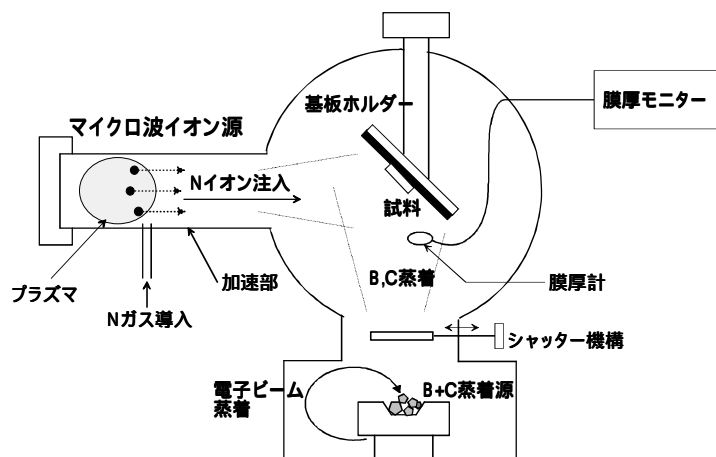 基板ホルダー
膜厚モニター
マイクロ波イオン源
Nイオン注入
試料
プラズマ
加速部
B,C蒸着
膜厚計
Nガス導入
シャッター機構
電子ビーム
蒸着
B+C蒸着源